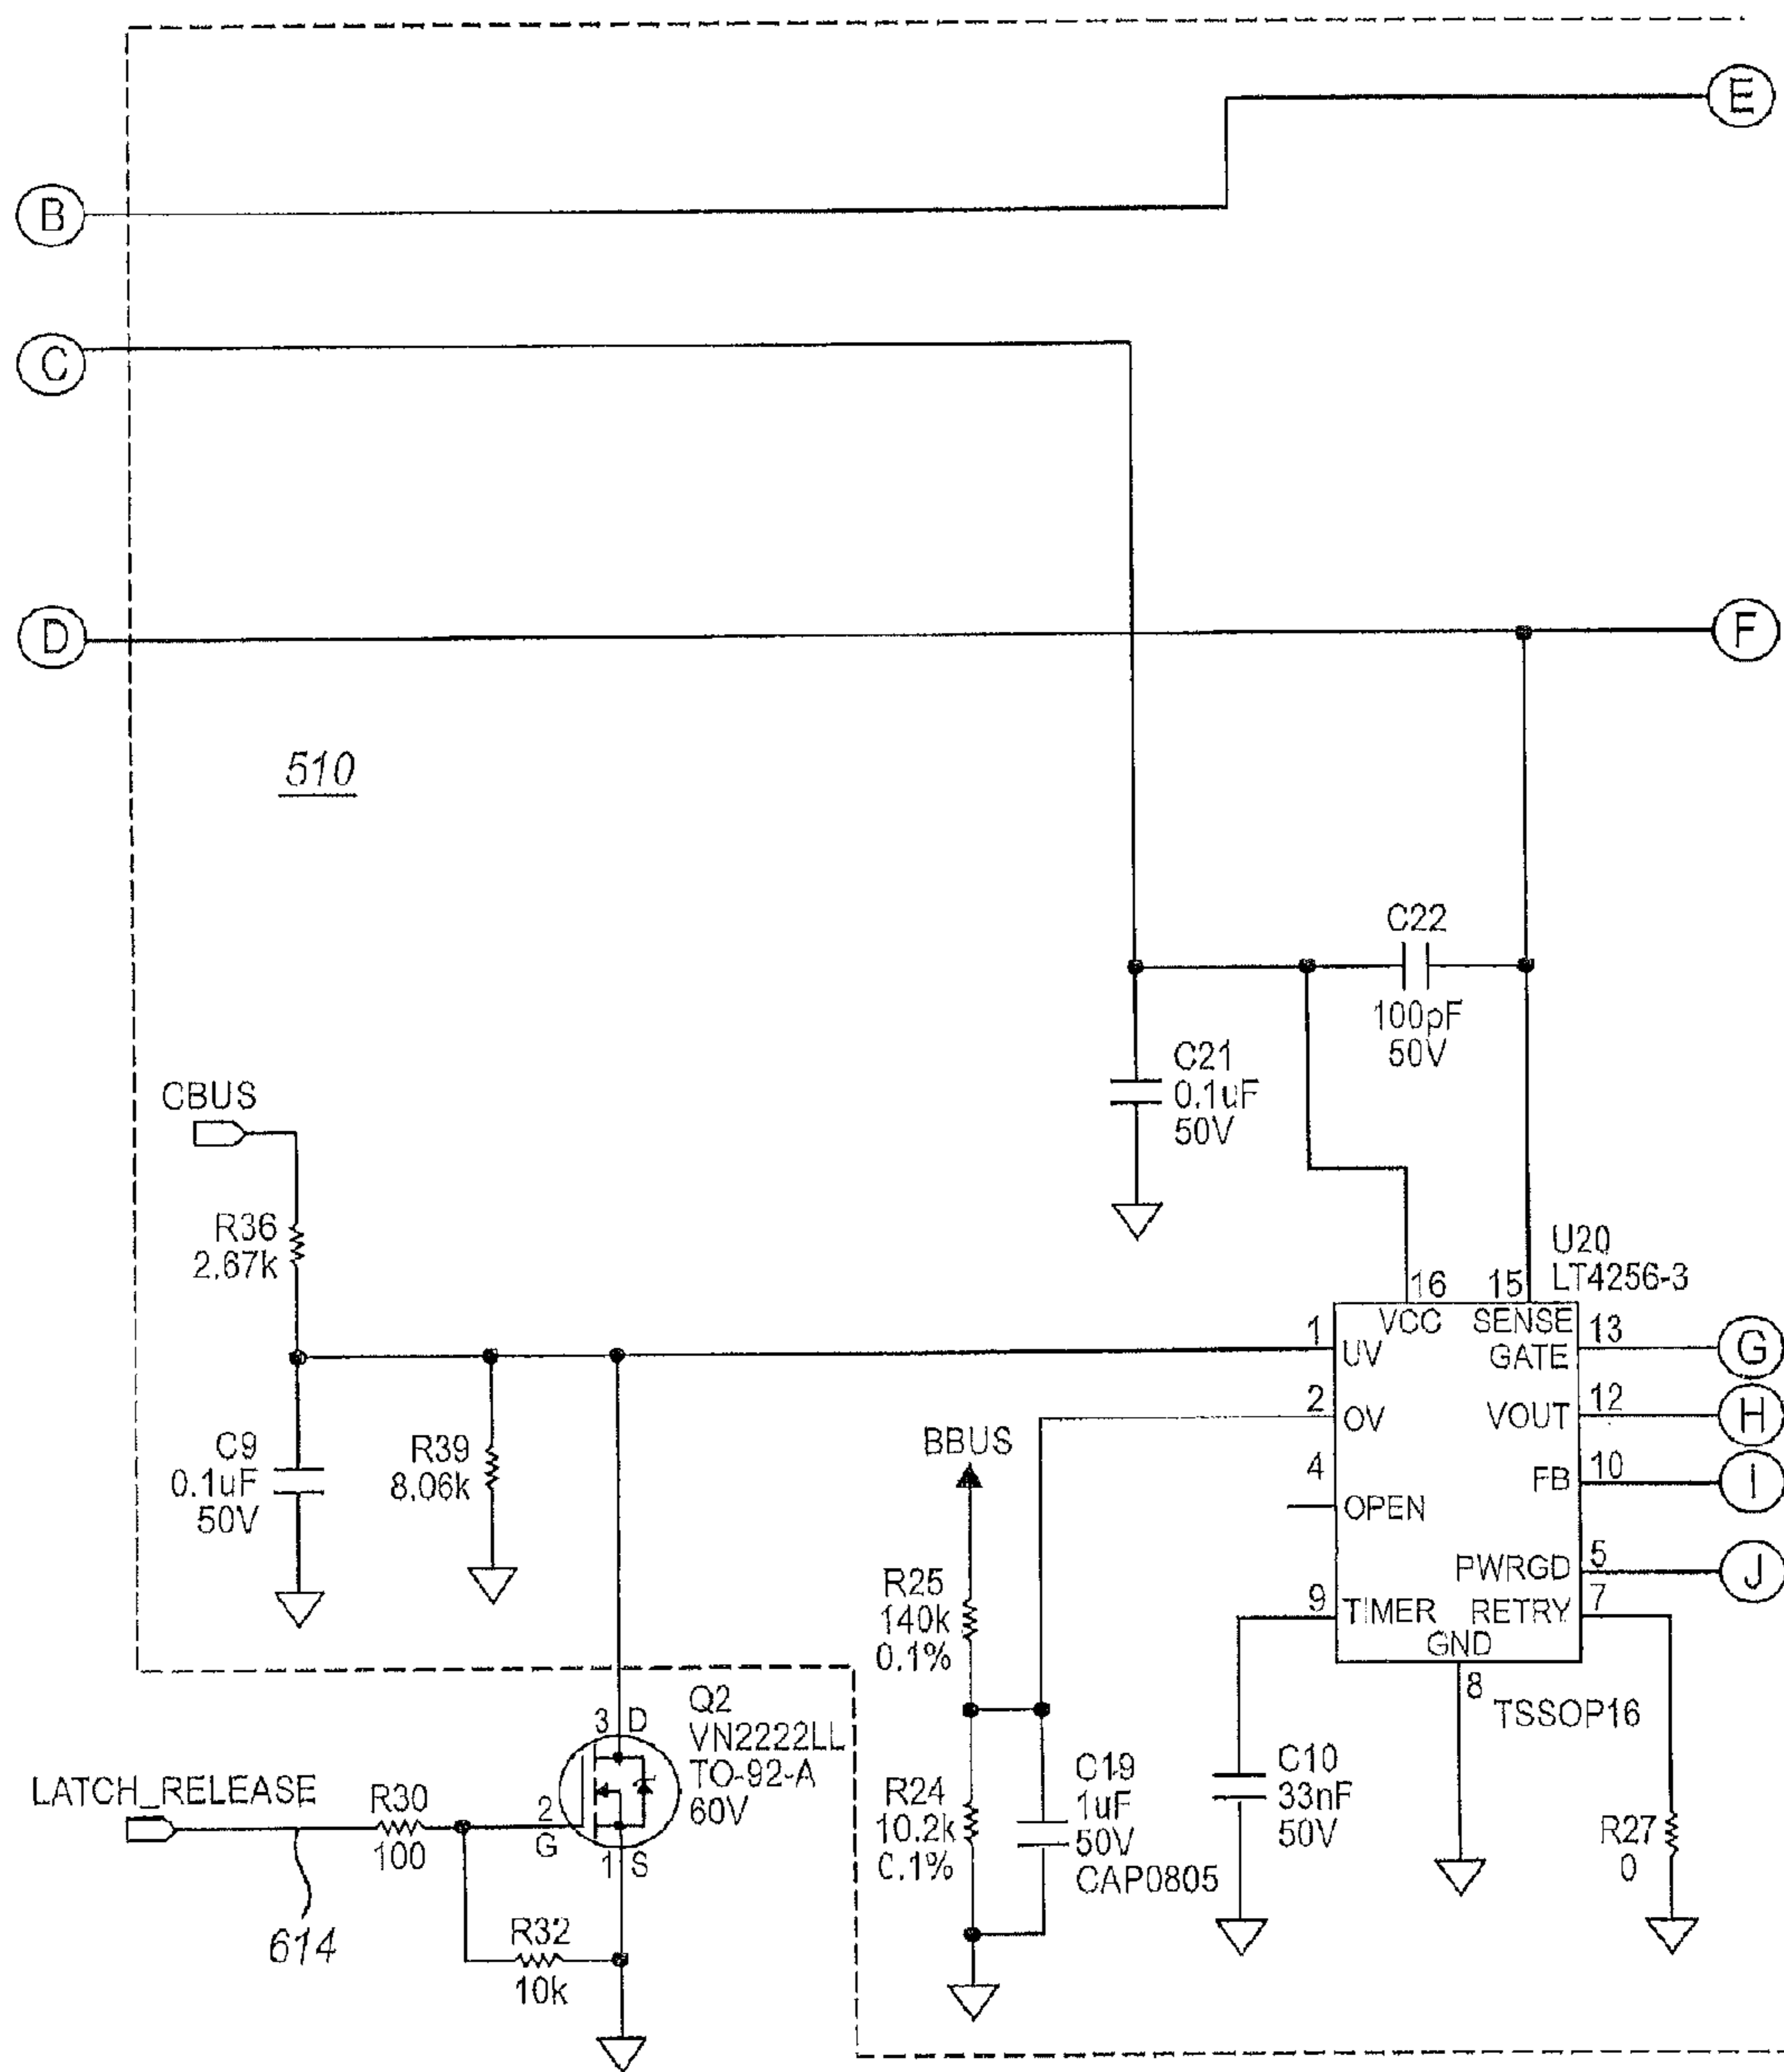 E
B
C
D
F
510
C22
100pF
50V
C21
0.1uF
50V
CBUS
R36
2.67k
U20
LT4256-3
16
15
VCC
SENSE
1
UV
GATE
13
G
2
OV
VOUT
12
H
BBUS
4
OPEN
FB
10
I
C9
0.1uF
50V
R39
8.06k
PWRGD
5
J
R25
140k
0.1%
9
TIMER
RETRY
7
GND
8
TSSOP16
3
D
Q2
VN2222LL
TO-92-A
60V
LATCH_RELEASE
R30
100
2
G
1
S
R24
10.2k
0.1%
C19
1uF
50V
CAP0805
C10
33nF
50V
R27
0
614
R32
10k